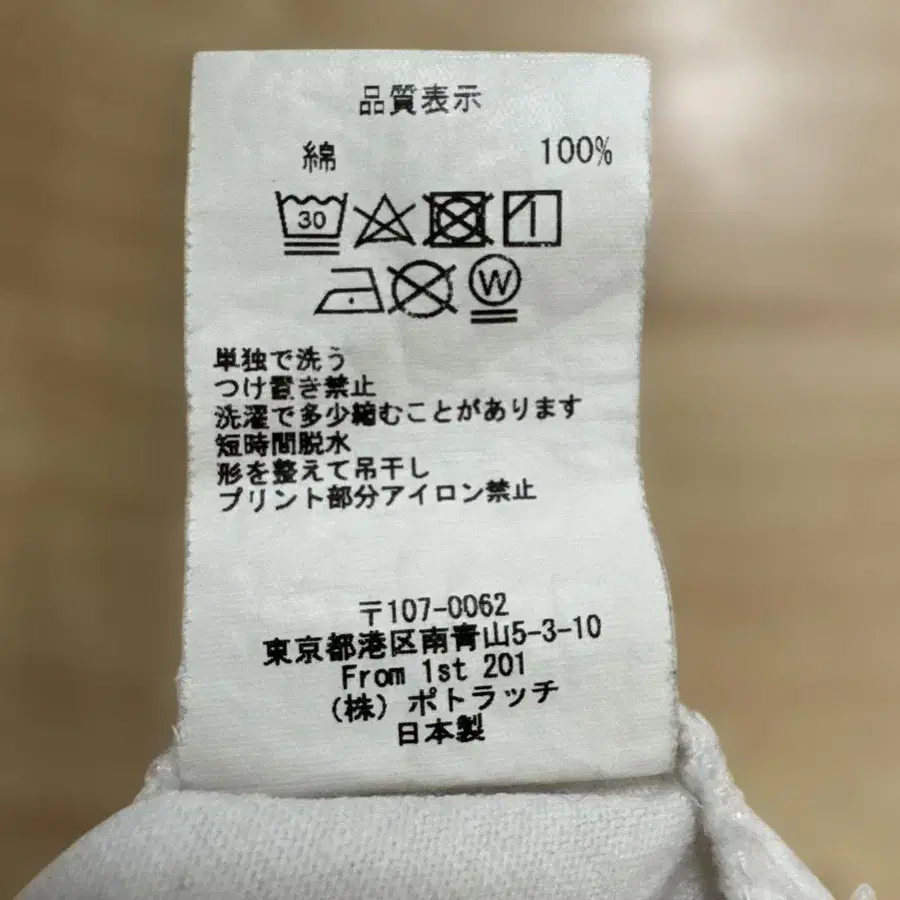 品質表示
綿 100%
30
W
単独で洗う
つけ置き禁止
洗濯で多少縮むことがあります
短時間脱水
形を整えて吊干し
プリント部分アイロン禁止
〒107-0062
東京都港区南青山5-3-10
From 1st 201
(株) ポトラッチ
日本製